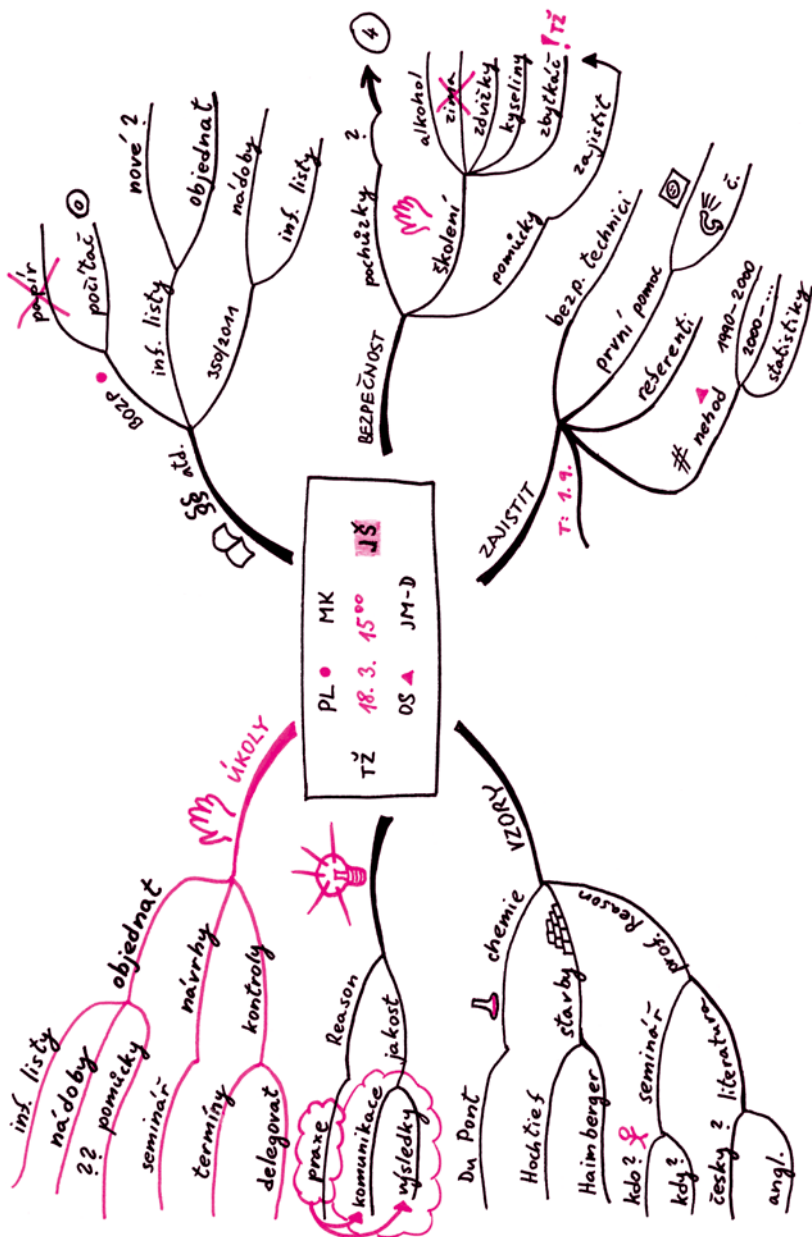 PL MK
TŽ 18. 3. 15⁰⁰ JŠ
OS JM-D
§§ atd.
BOZP
papír
počítač
0
inf. listy
nové ?
objednat
350/2011
nádoby
inf. listy
BEZPEČNOST
pochůzky
?
4
školení
alkohol
zima
zdvižky
kyseliny
zbytkáč
! TŽ
pomůcky
zajistit
ZAJISTIT
bezp. technici
první pomoc
č.
referenti
# nehod
1990 - 2000
2000 - ...
statistiky
T: 1. 9.
VZORY
chemie
Du Pont
stavby
Hochtief
Haimberger
prof. Reason
seminář
kdo?
kdy?
literatura
česky ?
angl.
Reason
praxe
jakost
komunikace
výsledky
ÚKOLY
objednat
inf. listy
nádoby
?? pomůcky
návrhy
seminář
kontroly
termíny
delegovat